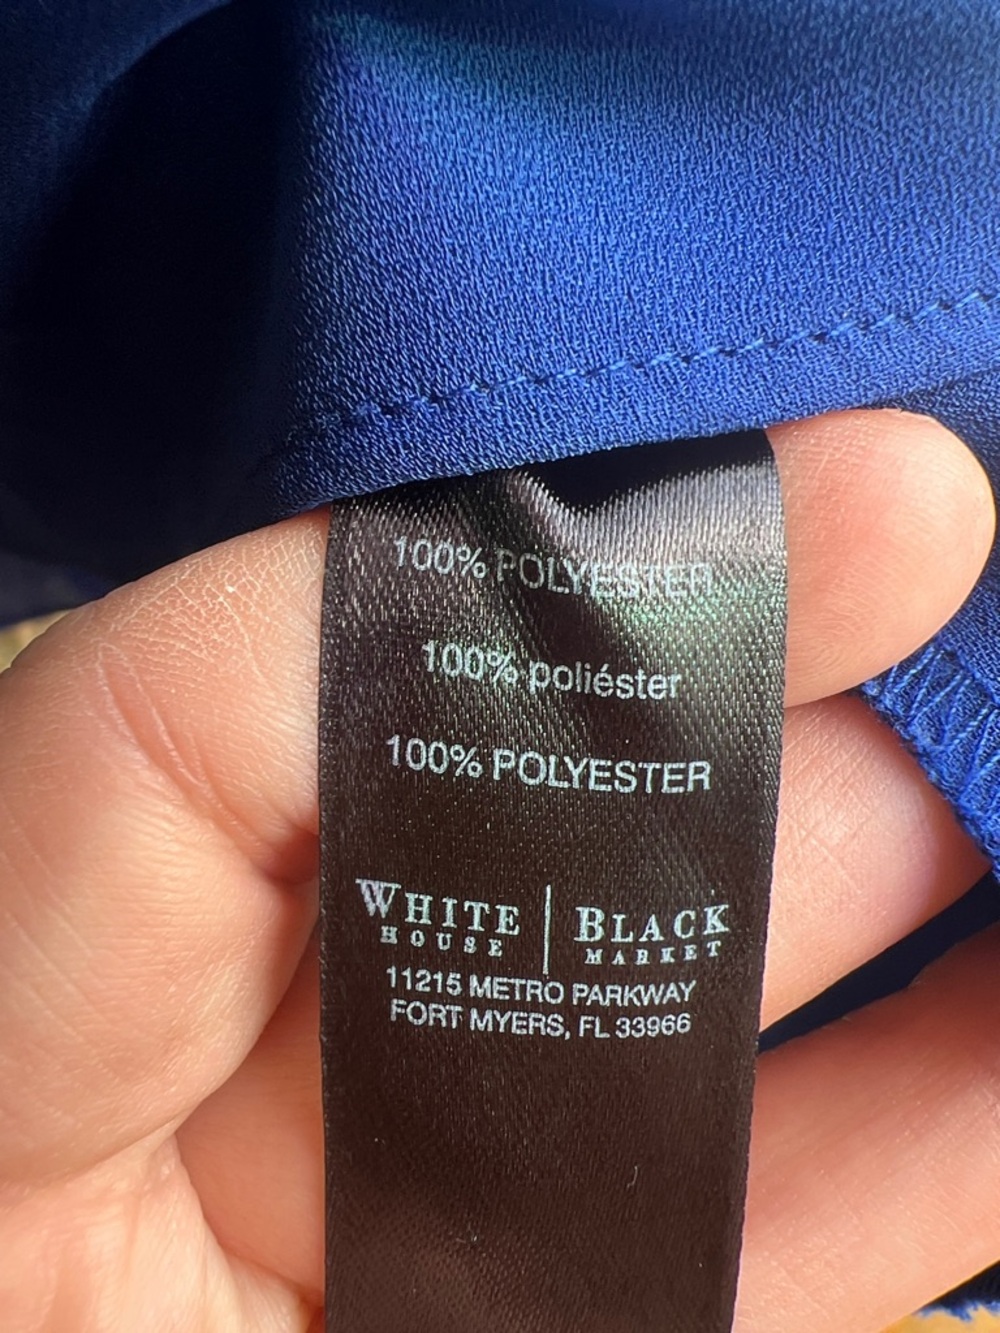 100% POLYESTER
100% poliéster
100% POLYESTER
WHITE | BLACK
HOUSE MARKET
11215 METRO PARKWAY
FORT MYERS, FL 33966